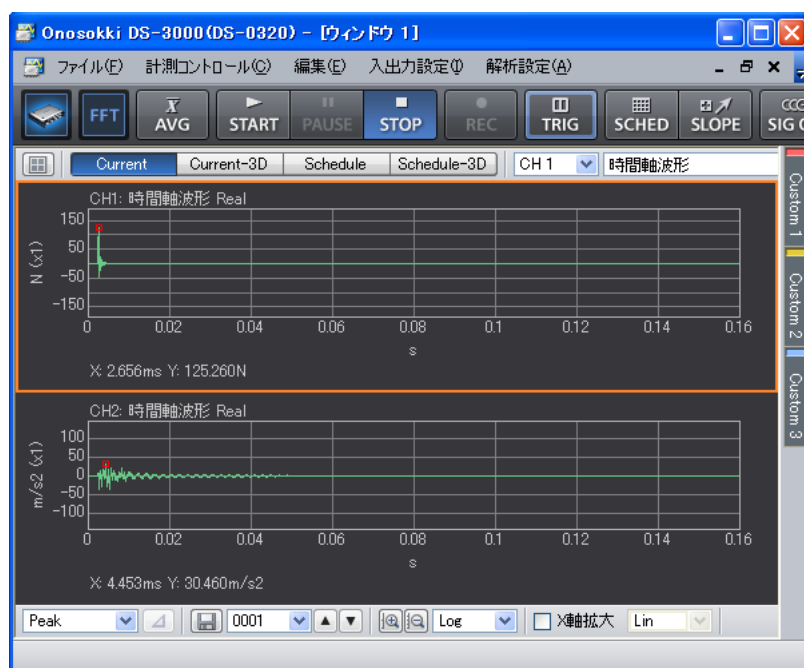 Onosokki DS-3000(DS-0320) - [ウィンドウ 1]
ファイル(F) 計測コントロール(C) 編集(E) 入出力設定(I) 解析設定(A)
FFT X AVG START PAUSE STOP REC TRIG SCHED SLOPE SIG
Current Current-3D Schedule Schedule-3D CH 1 時間軸波形
CH1: 時間軸波形 Real
150
50
-50
-150
N (x1)
0 0.02 0.04 0.06 0.08 0.1 0.12 0.14 0.16
s
X: 2.656ms Y: 125.260N
CH2: 時間軸波形 Real
100
50
0
-50
-100
m/s2 (x1)
0 0.02 0.04 0.06 0.08 0.1 0.12 0.14 0.16
s
X: 4.453ms Y: 30.460m/s2
Custom 1
Custom 2
Custom 3
Peak 0001 Log X軸拡大 Lin